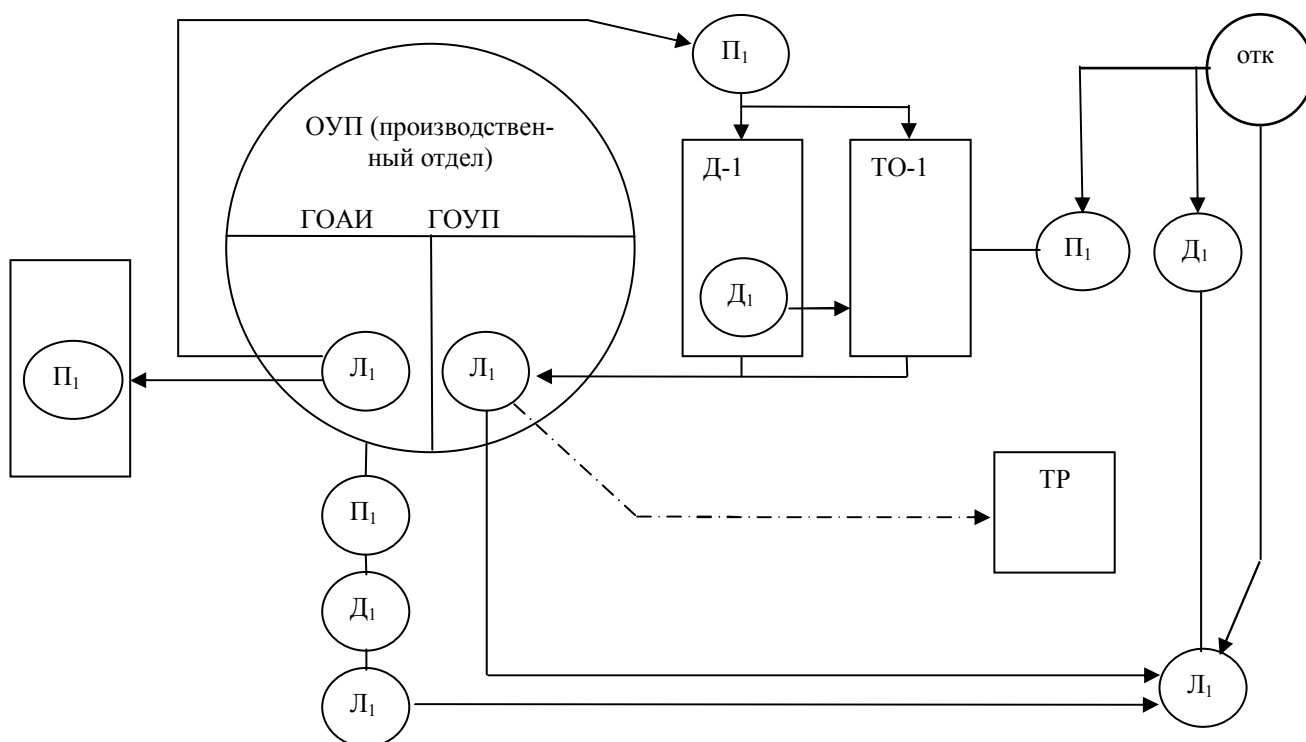 П₁
отк
ОУП (производствен-
ный отдел)
Д-1
ТО-1
ГОАИ
ГОУП
П₁
Д₁
Д₁
П₁
Л₁
Л₁
ТР
П₁
Д₁
Л₁
Л₁